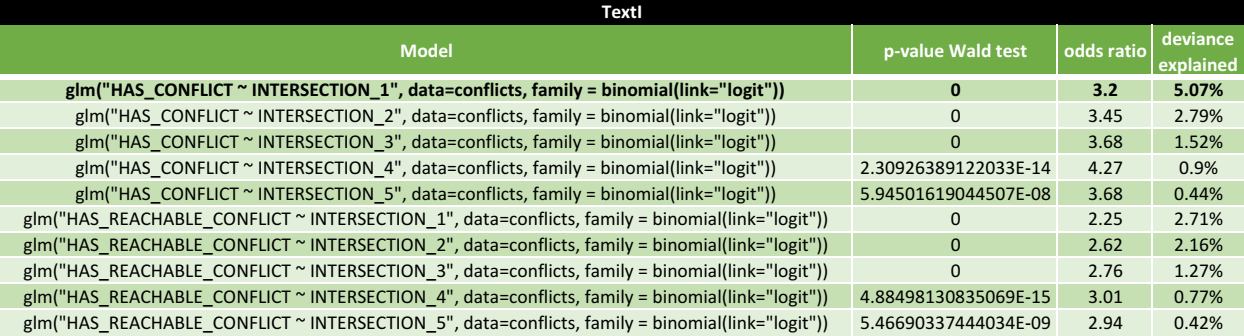 TextI
Model p-value Wald test odds ratio deviance explained
glm("HAS_CONFLICT ~ INTERSECTION_1", data=conflicts, family = binomial(link="logit")) 0 3.2 5.07%
glm("HAS_CONFLICT ~ INTERSECTION_2", data=conflicts, family = binomial(link="logit")) 0 3.45 2.79%
glm("HAS_CONFLICT ~ INTERSECTION_3", data=conflicts, family = binomial(link="logit")) 0 3.68 1.52%
glm("HAS_CONFLICT ~ INTERSECTION_4", data=conflicts, family = binomial(link="logit")) 2.30926389122033E-14 4.27 0.9%
glm("HAS_CONFLICT ~ INTERSECTION_5", data=conflicts, family = binomial(link="logit")) 5.94501619044507E-08 3.68 0.44%
glm("HAS_REACHABLE_CONFLICT ~ INTERSECTION_1", data=conflicts, family = binomial(link="logit")) 0 2.25 2.71%
glm("HAS_REACHABLE_CONFLICT ~ INTERSECTION_2", data=conflicts, family = binomial(link="logit")) 0 2.62 2.16%
glm("HAS_REACHABLE_CONFLICT ~ INTERSECTION_3", data=conflicts, family = binomial(link="logit")) 0 2.76 1.27%
glm("HAS_REACHABLE_CONFLICT ~ INTERSECTION_4", data=conflicts, family = binomial(link="logit")) 4.88498130835069E-15 3.01 0.77%
glm("HAS_REACHABLE_CONFLICT ~ INTERSECTION_5", data=conflicts, family = binomial(link="logit")) 5.46690337444034E-09 2.94 0.42%